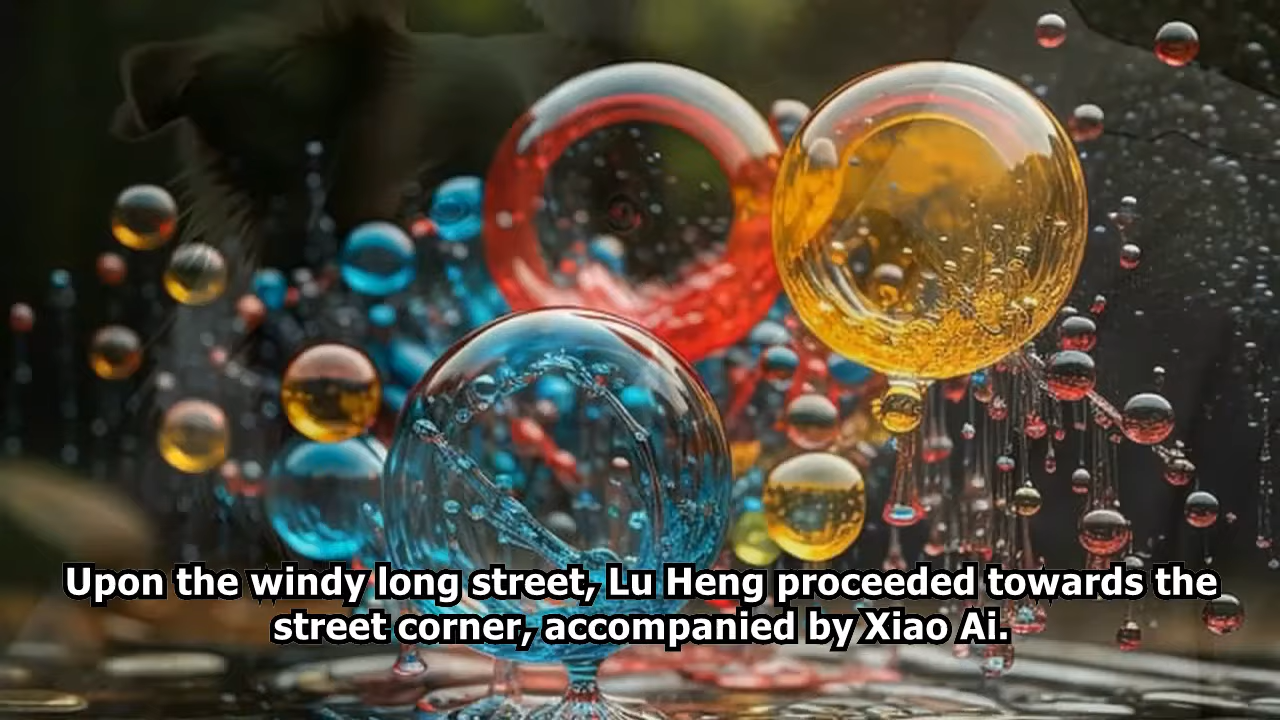 Upon the windy long street, Lu Heng proceeded towards the
street corner, accompanied by Xiao Ai.